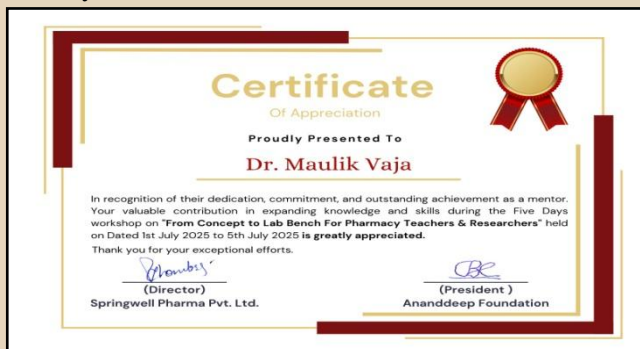 Certificate
Of Appreciation
Proudly Presented To
Dr. Maulik Vaja
In recognition of their dedication, commitment, and outstanding achievement as a mentor.
Your valuable contribution in expanding knowledge and skills during the Five Days
workshop on "From Concept to Lab Bench For Pharmacy Teachers & Researchers" held
on Dated 1st July 2025 to 5th July 2025 is greatly appreciated.
Thank you for your exceptional efforts.
(Director) (President )
Springwell Pharma Pvt. Ltd. Ananddeep Foundation